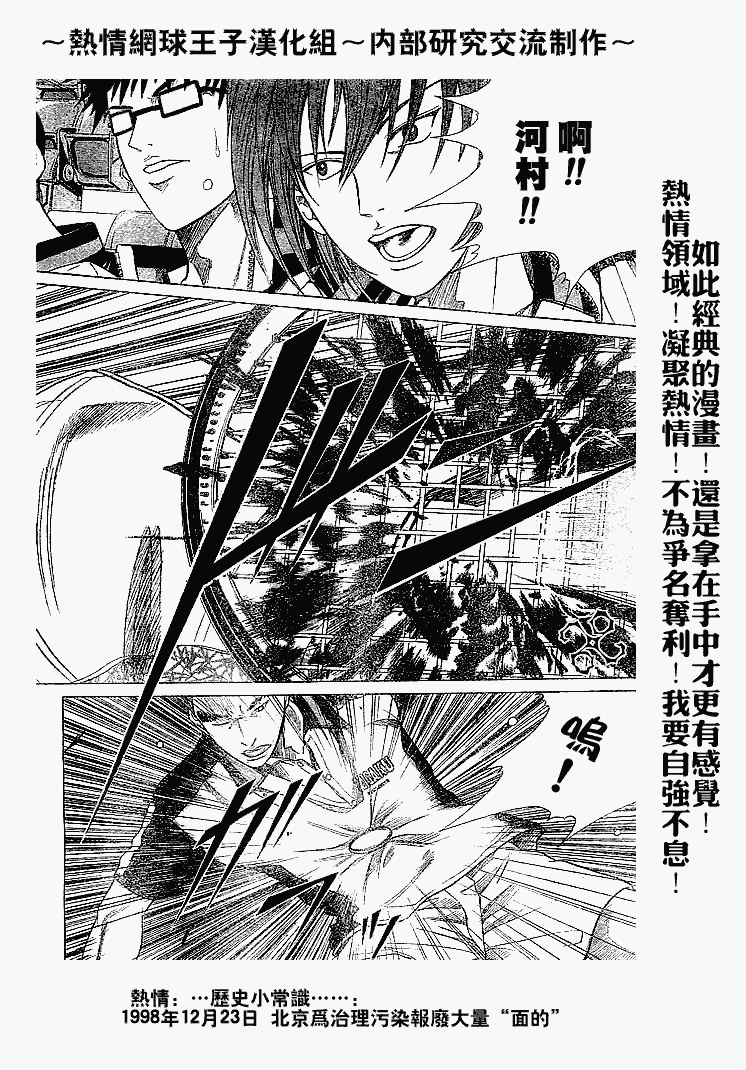 ～熱情網球王子漢化組～内部研究交流制作～
啊!!
河村!!
如此經典的漫畫！還是拿在手中才更有感覺！
熱情領域！凝聚熱情！不為爭名奪利！我要自強不息！
嗚！
熱情：…歷史小常識……：
1998年12月23日 北京爲治理污染報廢大量“面的”